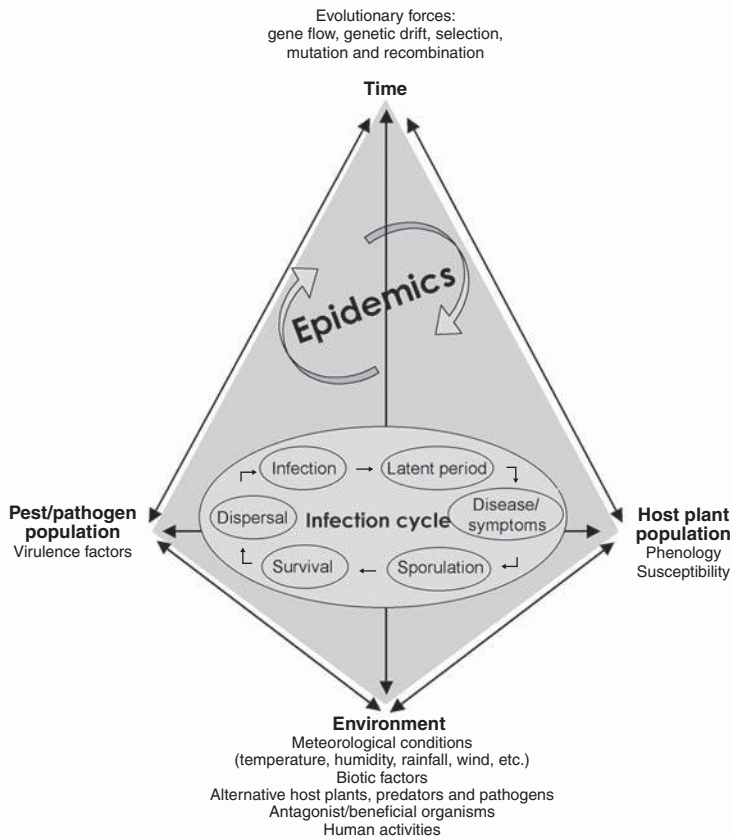 Evolutionary forces:
gene flow, genetic drift, selection,
mutation and recombination
Time
Epidemics
Infection
Latent period
Dispersal
Infection cycle
Disease/
symptoms
Survival
Sporulation
Pest/pathogen
population
Virulence factors
Host plant
population
Phenology
Susceptibility
Environment
Meteorological conditions
(temperature, humidity, rainfall, wind, etc.)
Biotic factors
Alternative host plants, predators and pathogens
Antagonist/beneficial organisms
Human activities